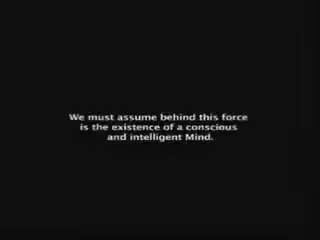 We must assume behind this force
is the existence of a conscious
and intelligent Mind.